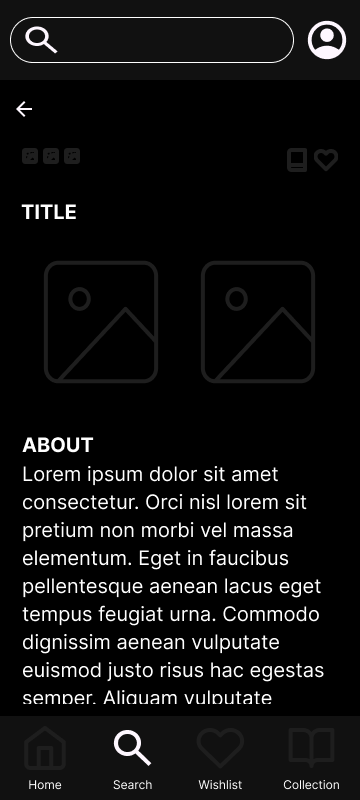 TITLE
ABOUT
Lorem ipsum dolor sit amet
consectetur. Orci nisl lorem sit
pretium non morbi vel massa
elementum. Eget in faucibus
pellentesque aenean lacus eget
tempus feugiat urna. Commodo
dignissim aenean vulputate
euismod justo risus hac egestas
semper. Aliquam vulputate
Home
Search
Wishlist
Collection